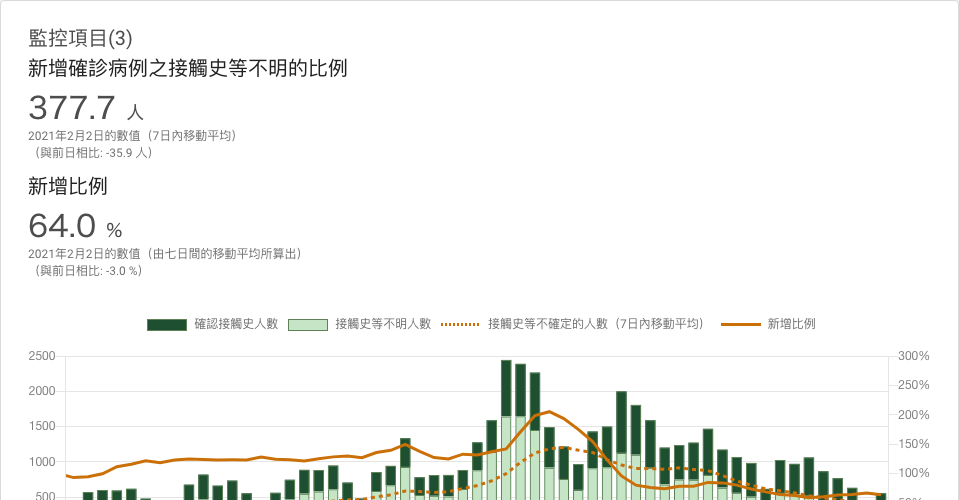 監控項目(3)
新增確診病例之接觸史等不明的比例
377.7 人
2021年2月2日的數值（7日內移動平均）
（與前日相比: -35.9 人）
新增比例
64.0 %
2021年2月2日的數值（由七日間的移動平均所算出）
（與前日相比: -3.0 %）
確認接觸史人數 接觸史等不明人數 接觸史等不確定的人數（7日內移動平均） 新增比例
2500 300%
250%
2000
200%
1500
150%
1000
100%
500